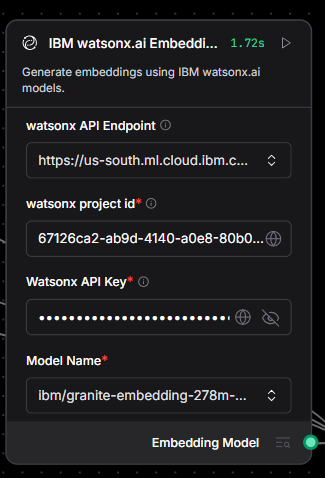 IBM watsonx.ai Embeddi... 1.72s
Generate embeddings using IBM watsonx.ai
models.
watsonx API Endpoint
https://us-south.ml.cloud.ibm.c...
watsonx project id*
67126ca2-ab9d-4140-a0e8-80b0...
Watsonx API Key*
Model Name*
ibm/granite-embedding-278m-...
Embedding Model